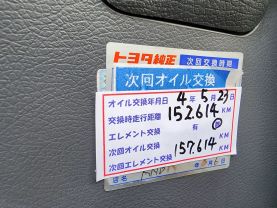 トヨタ純正 次回交換時期
次回オイル交換
オイル交換年月日 4年5月23日
交換時走行距離 152.614 KM
エレメント交換 有
次回オイル交換 157.614 KM
次回エレメント交換 KM
店名